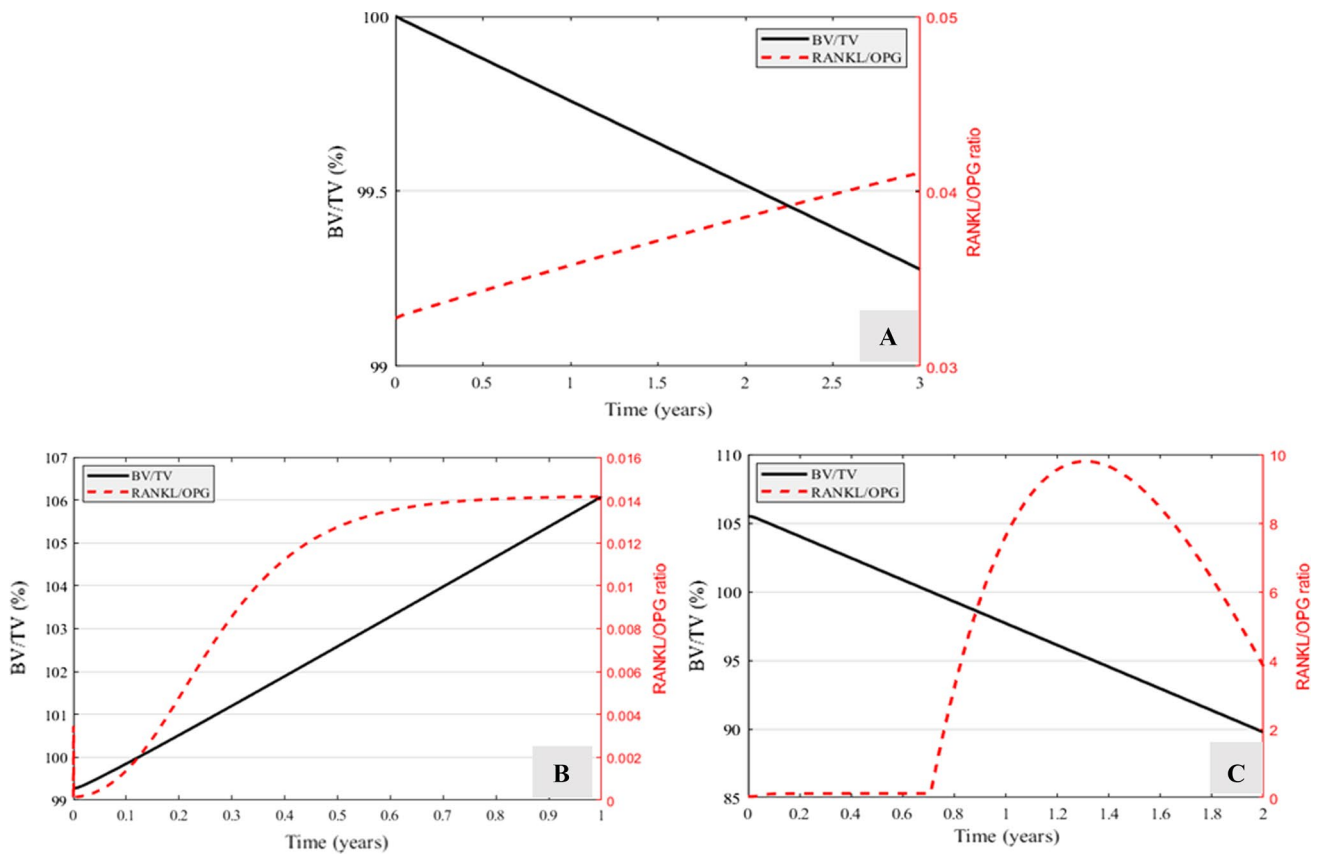 100
99.5
99
BV/TV (%)
BV/TV
RANKL/OPG
0.05
0.04
0.03
RANKL/OPG ratio
A
0 0.5 1 1.5 2 2.5 3
Time (years)
107
106
105
104
103
102
101
100
99
BV/TV (%)
BV/TV
RANKL/OPG
0.016
0.014
0.012
0.01
0.008
0.006
0.004
0.002
0
RANKL/OPG ratio
B
0 0.1 0.2 0.3 0.4 0.5 0.6 0.7 0.8 0.9 1
Time (years)
110
105
100
95
90
85
BV/TV (%)
BV/TV
RANKL/OPG
10
8
6
4
2
0
RANKL/OPG ratio
C
0 0.2 0.4 0.6 0.8 1 1.2 1.4 1.6 1.8 2
Time (years)